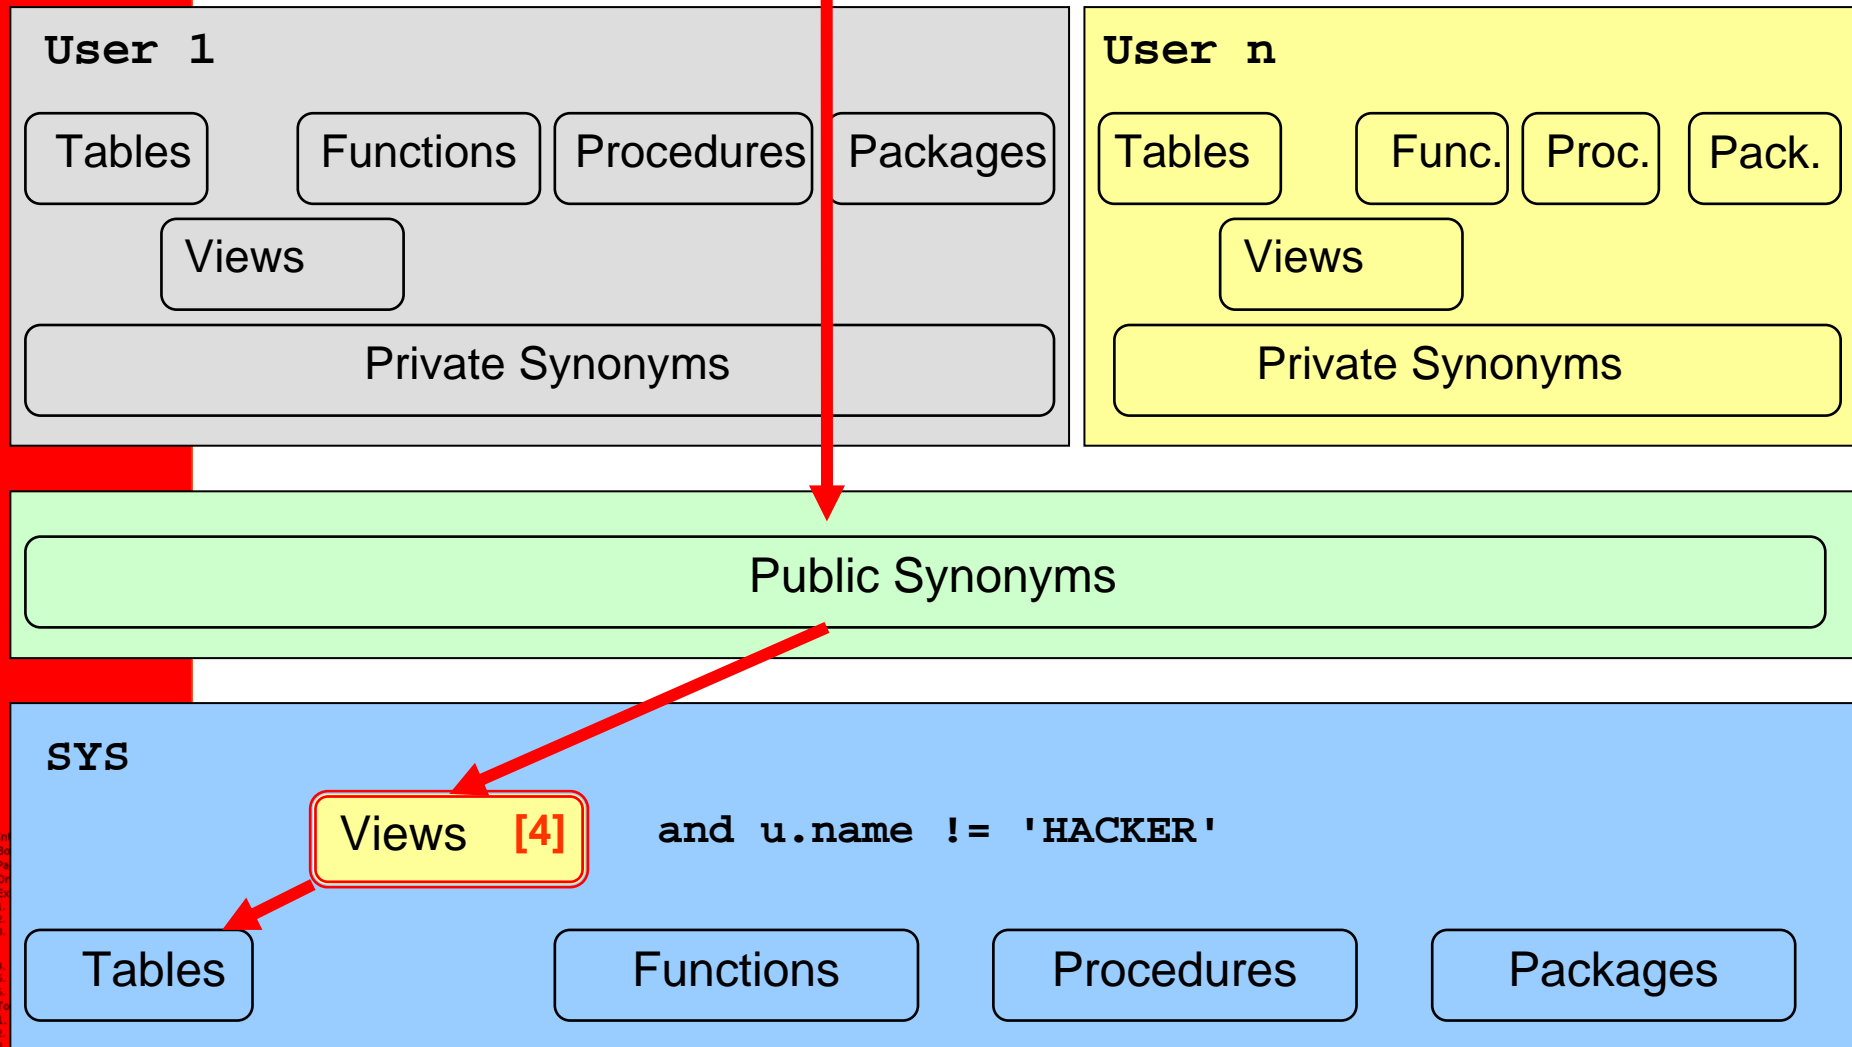 User 1
Tables Functions Procedures Packages
Views
Private Synonyms
User n
Tables Func. Proc. Pack.
Views
Private Synonyms
Public Synonyms
SYS
Views [4] and u.name != 'HACKER'
Tables Functions Procedures Packages